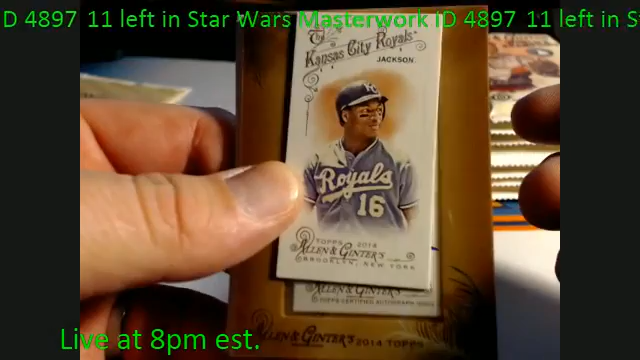 D 4897 11 left in Star Wars Masterwork ID 4897 11 left in S
The
Kansas City Royals
JACKSON.
Royals
16
TOPPS 2014
ALLEN & GINTER'S
BROOKLYN, NEW YORK
ALLEN & GINTER'S
TOPPS CERTIFIED AUTOGRAPH ISSUE
ALLEN & GINTER'S 2014 TOPPS
Live at 8pm est.